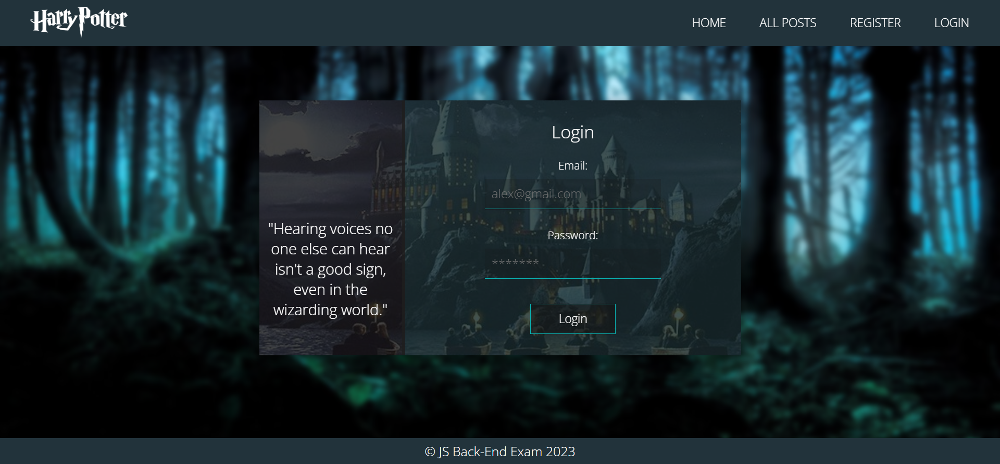 Harry Potter
HOME ALL POSTS REGISTER LOGIN
"Hearing voices no
one else can hear
isn't a good sign,
even in the
wizarding world."
Login
Email:
alex@gmail.com
Password:
*******
Login
© JS Back-End Exam 2023